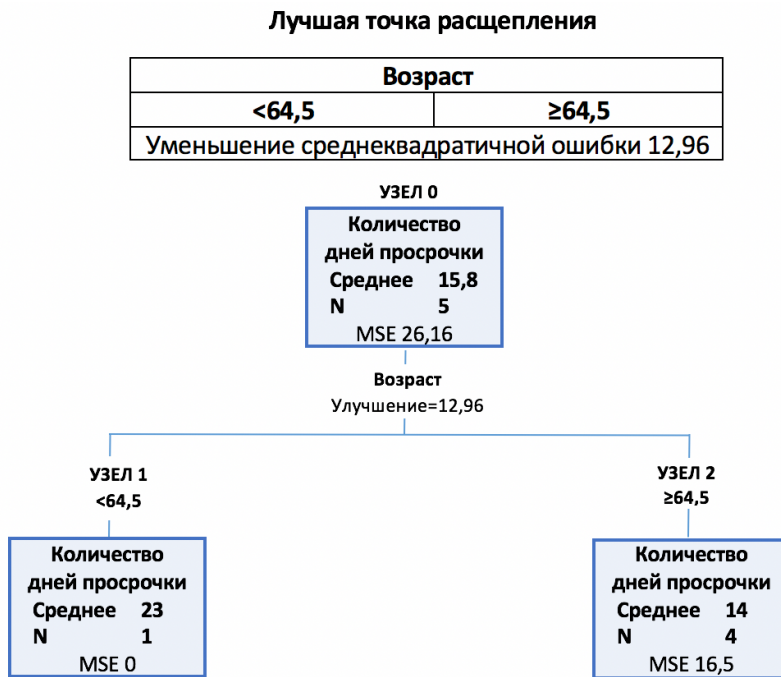 Лучшая точка расщепления
Возраст
<64,5 ≥64,5
Уменьшение среднеквадратичной ошибки 12,96
УЗЕЛ 0
Количество
дней просрочки
Среднее 15,8
N 5
MSE 26,16
Возраст
Улучшение=12,96
УЗЕЛ 1
<64,5
Количество
дней просрочки
Среднее 23
N 1
MSE 0
УЗЕЛ 2
≥64,5
Количество
дней просрочки
Среднее 14
N 4
MSE 16,5